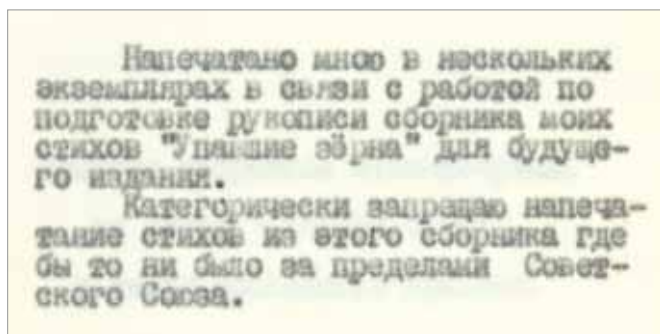 Напечатано мною в нескольких
экземплярах в связи с работой по
подготовке рукописи сборника моих
стихов "Упавшие зёрна" для будуще-
го издания.
Категорически запрещаю напеча-
тание стихов из этого сборника где
бы то ни было за пределами Совет-
ского Союза.